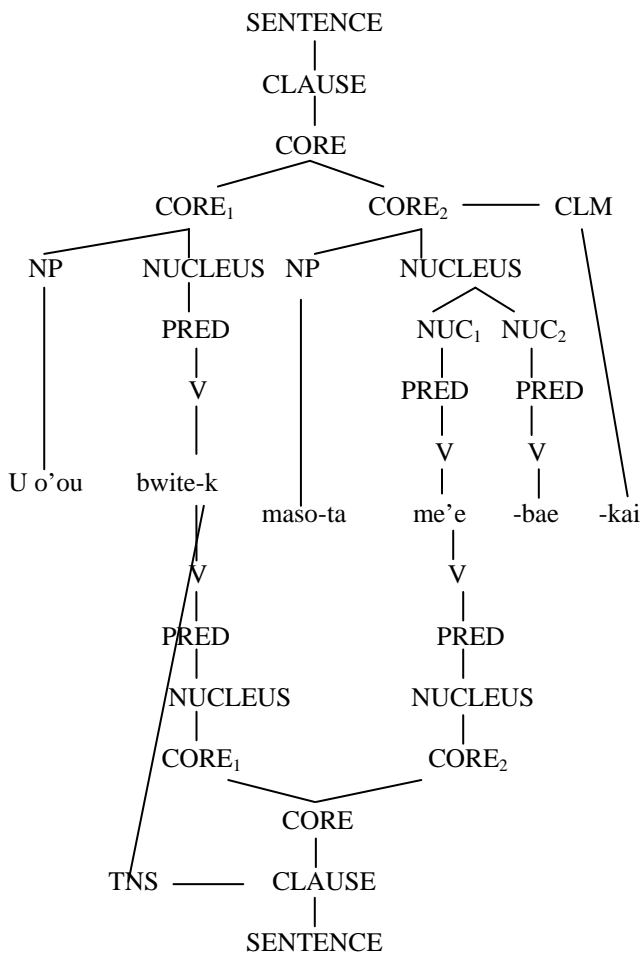 SENTENCE
CLAUSE
CORE
CORE₁ CORE₂ CLM
NP NUCLEUS NP NUCLEUS
PRED NUC₁ NUC₂
V PRED PRED
V V
U o’ou bwite-k
maso-ta me’e -bae -kai
V V
PRED PRED
NUCLEUS NUCLEUS
CORE₁ CORE₂
CORE
TNS CLAUSE
SENTENCE